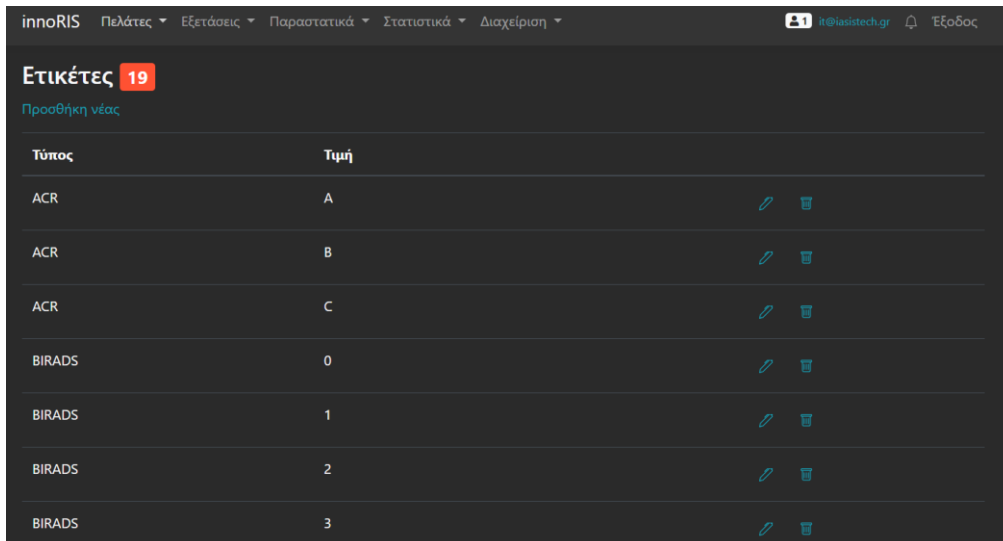 innoRIS Πελάτες Εξετάσεις Παραστατικά Στατιστικά Διαχείριση 1 it@iasistech.gr Έξοδος
Ετικέτες 19
Προσθήκη νέας
Τύπος Τιμή
ACR A
ACR B
ACR C
BIRADS 0
BIRADS 1
BIRADS 2
BIRADS 3